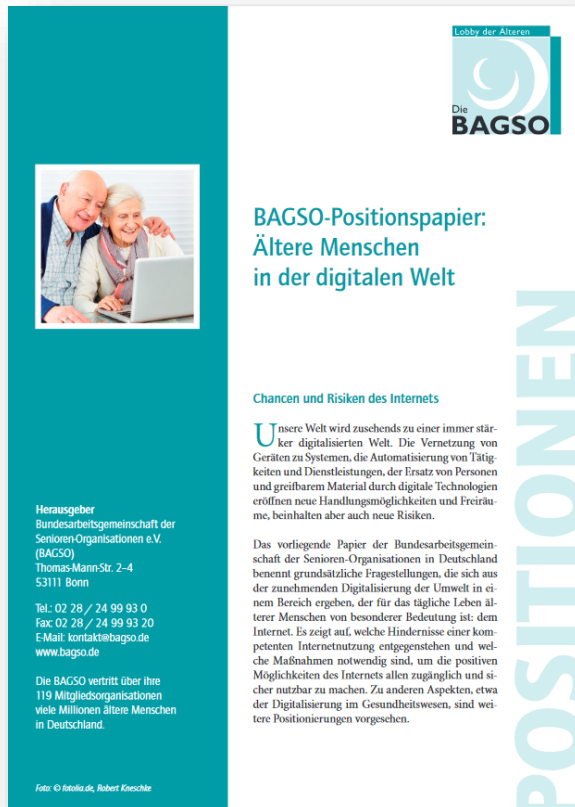 Lobby der Älteren
Die
BAGSO
BAGSO-Positionspapier:
Ältere Menschen
in der digitalen Welt
Chancen und Risiken des Internets
Unsere Welt wird zusehends zu einer immer stär-
ker digitalisierten Welt. Die Vernetzung von
Geräten zu Systemen, die Automatisierung von Tätig-
keiten und Dienstleistungen, der Ersatz von Personen
und greifbarem Material durch digitale Technologien
eröffnen neue Handlungsmöglichkeiten und Freiräu-
me, beinhalten aber auch neue Risiken.
Das vorliegende Papier der Bundesarbeitsgemein-
schaft der Senioren-Organisationen in Deutschland
benennt grundsätzliche Fragestellungen, die sich aus
der zunehmenden Digitalisierung der Umwelt in ei-
nem Bereich ergeben, der für das tägliche Leben äl-
terer Menschen von besonderer Bedeutung ist: dem
Internet. Es zeigt auf, welche Hindernisse einer kom-
petenten Internetnutzung entgegenstehen und wel-
che Maßnahmen notwendig sind, um die positiven
Möglichkeiten des Internets allen zugänglich und si-
cher nutzbar zu machen. Zu anderen Aspekten, etwa
der Digitalisierung im Gesundheitswesen, sind wei-
tere Positionierungen vorgesehen.
Herausgeber
Bundesarbeitsgemeinschaft der
Senioren-Organisationen e.V.
(BAGSO)
Thomas-Mann-Str. 2–4
53111 Bonn
Tel.: 02 28 / 24 99 93 0
Fax: 02 28 / 24 99 93 20
E-Mail: kontakt@bagso.de
www.bagso.de
Die BAGSO vertritt über ihre
119 Mitgliedsorganisationen
viele Millionen ältere Menschen
in Deutschland.
Foto: © fotolia.de, Robert Kneschke
POSITIONEN